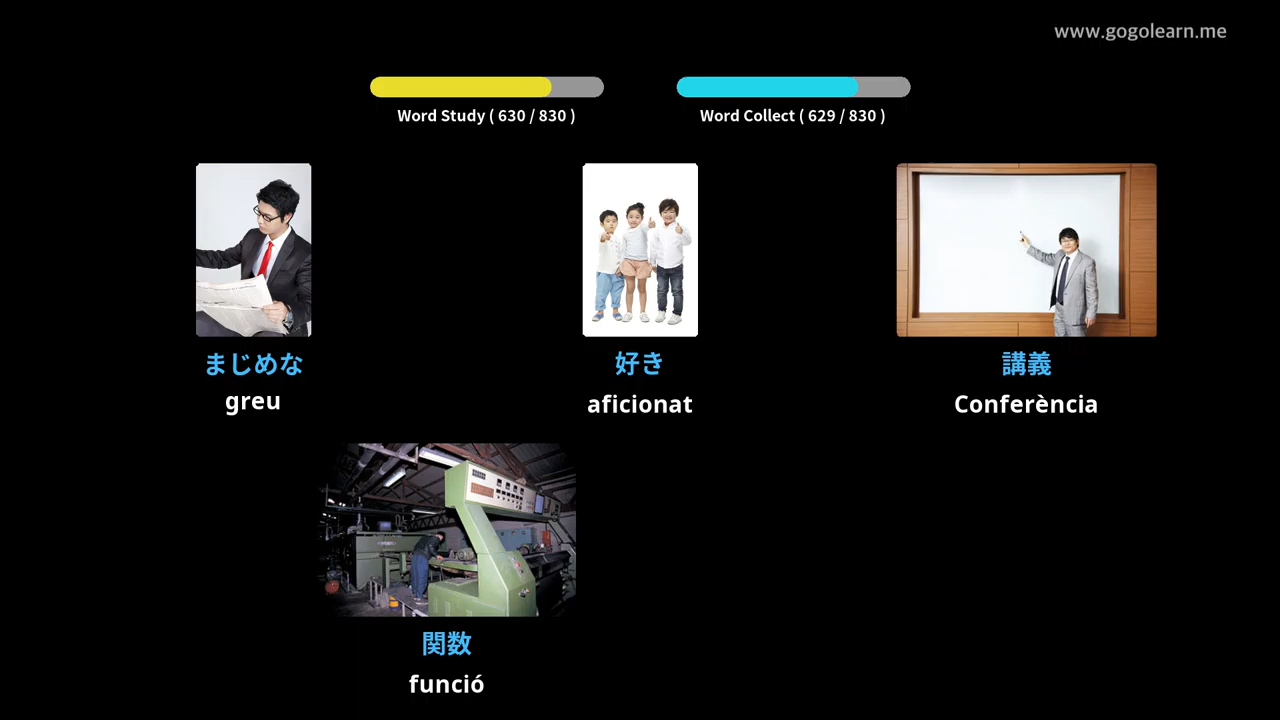 www.gogolearn.me
Word Study ( 630 / 830 )
Word Collect ( 629 / 830 )
まじめな
greu
好き
aficionat
講義
Conferència
関数
funció